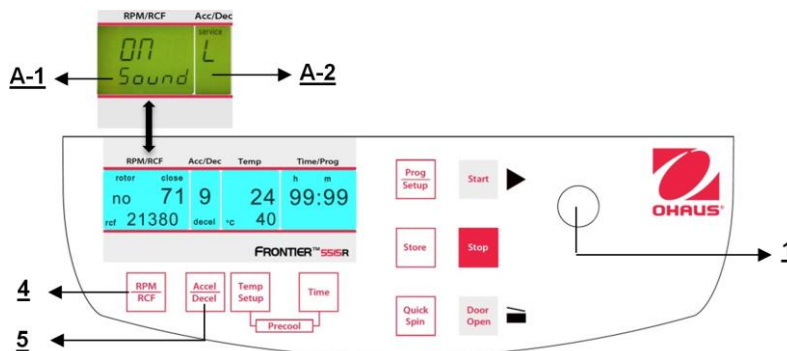 RPM/RCF Acc/Dec
service
ON L
Sound
A-1 A-2
RPM/RCF Acc/Dec Temp Time/Prog
rotor close h m
no 71 9 24 99:99
rcf 21380 decel °C 40
FRONTIER™ 5515R
Prog
Setup
Start
OHAUS®
Store
Stop
1
4
RPM
RCF
Accel
Decel
Temp
Setup
Time
Precool
Quick
Spin
Door
Open
5